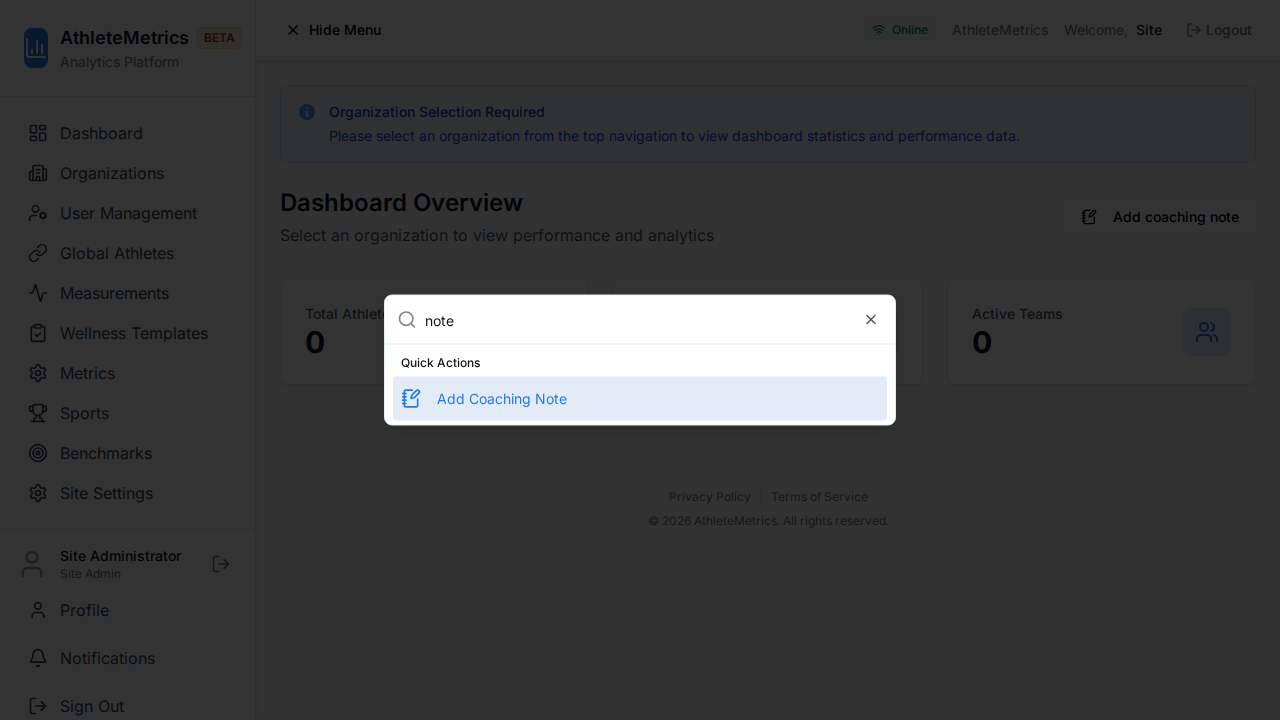 AthleteMetrics BETA
Analytics Platform
Dashboard
Organizations
User Management
Global Athletes
Measurements
Wellness Templates
Metrics
Sports
Benchmarks
Site Settings
Site Administrator
Site Admin
Profile
Notifications
Sign Out
Hide Menu
Online AthleteMetrics Welcome, Site Logout
Organization Selection Required
Please select an organization from the top navigation to view dashboard statistics and performance data.
Dashboard Overview
Select an organization to view performance and analytics
Add coaching note
Total
0
Active Teams
0
note
Quick Actions
Add Coaching Note
Privacy Policy Terms of Service
© 2026 AthleteMetrics. All rights reserved.